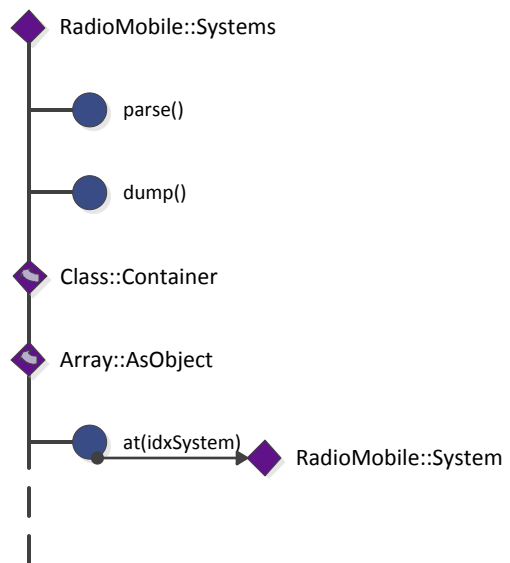 RadioMobile::Systems
parse()
dump()
Class::Container
Array::AsObject
at(idxSystem)
RadioMobile::System